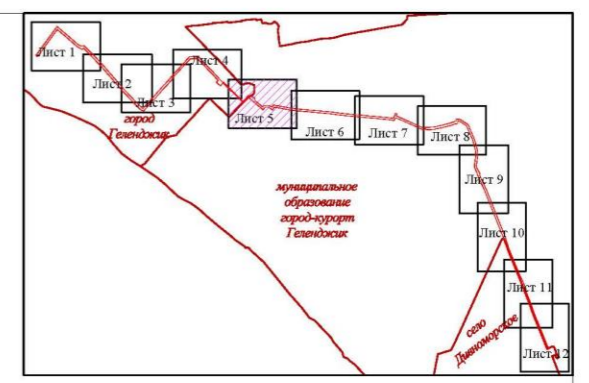 Лист 1
Лист 2
Лист 3
Лист 4
Лист 5
Лист 6
Лист 7
Лист 8
Лист 9
Лист 10
Лист 11
Лист 12
город
Геленджик
муниципальное
образование
город-курорт
Геленджик
село
Дивноморское